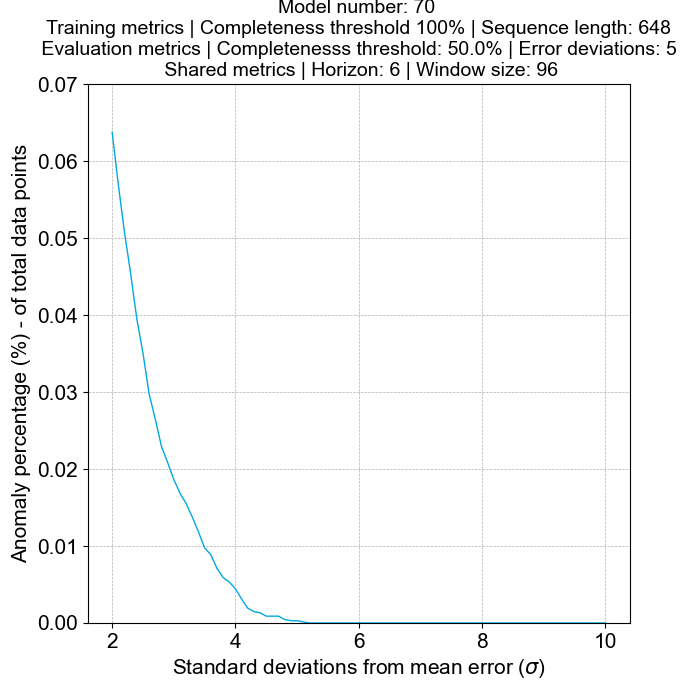 Model number: 70
Training metrics | Completeness threshold 100% | Sequence length: 648
Evaluation metrics | Completenesss threshold: 50.0% | Error deviations: 5
Shared metrics | Horizon: 6 | Window size: 96
0.07
0.06
0.05
0.04
0.03
0.02
0.01
0.00
Anomaly percentage (%) - of total data points
2 4 6 8 10
Standard deviations from mean error (σ)